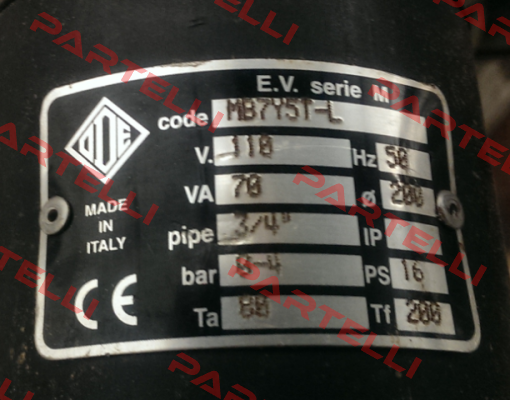 E.V. serie M
ODE
code MB7Y5T-L
V. 110 Hz 50
VA 70 Ø 200
MADE
IN
ITALY
pipe 3/4" IP
bar 0-4 PS 16
CE
Ta 80 Tf 200
PARTELLI
PARTELLI
PARTELLI
PARTELLI
PARTELLI